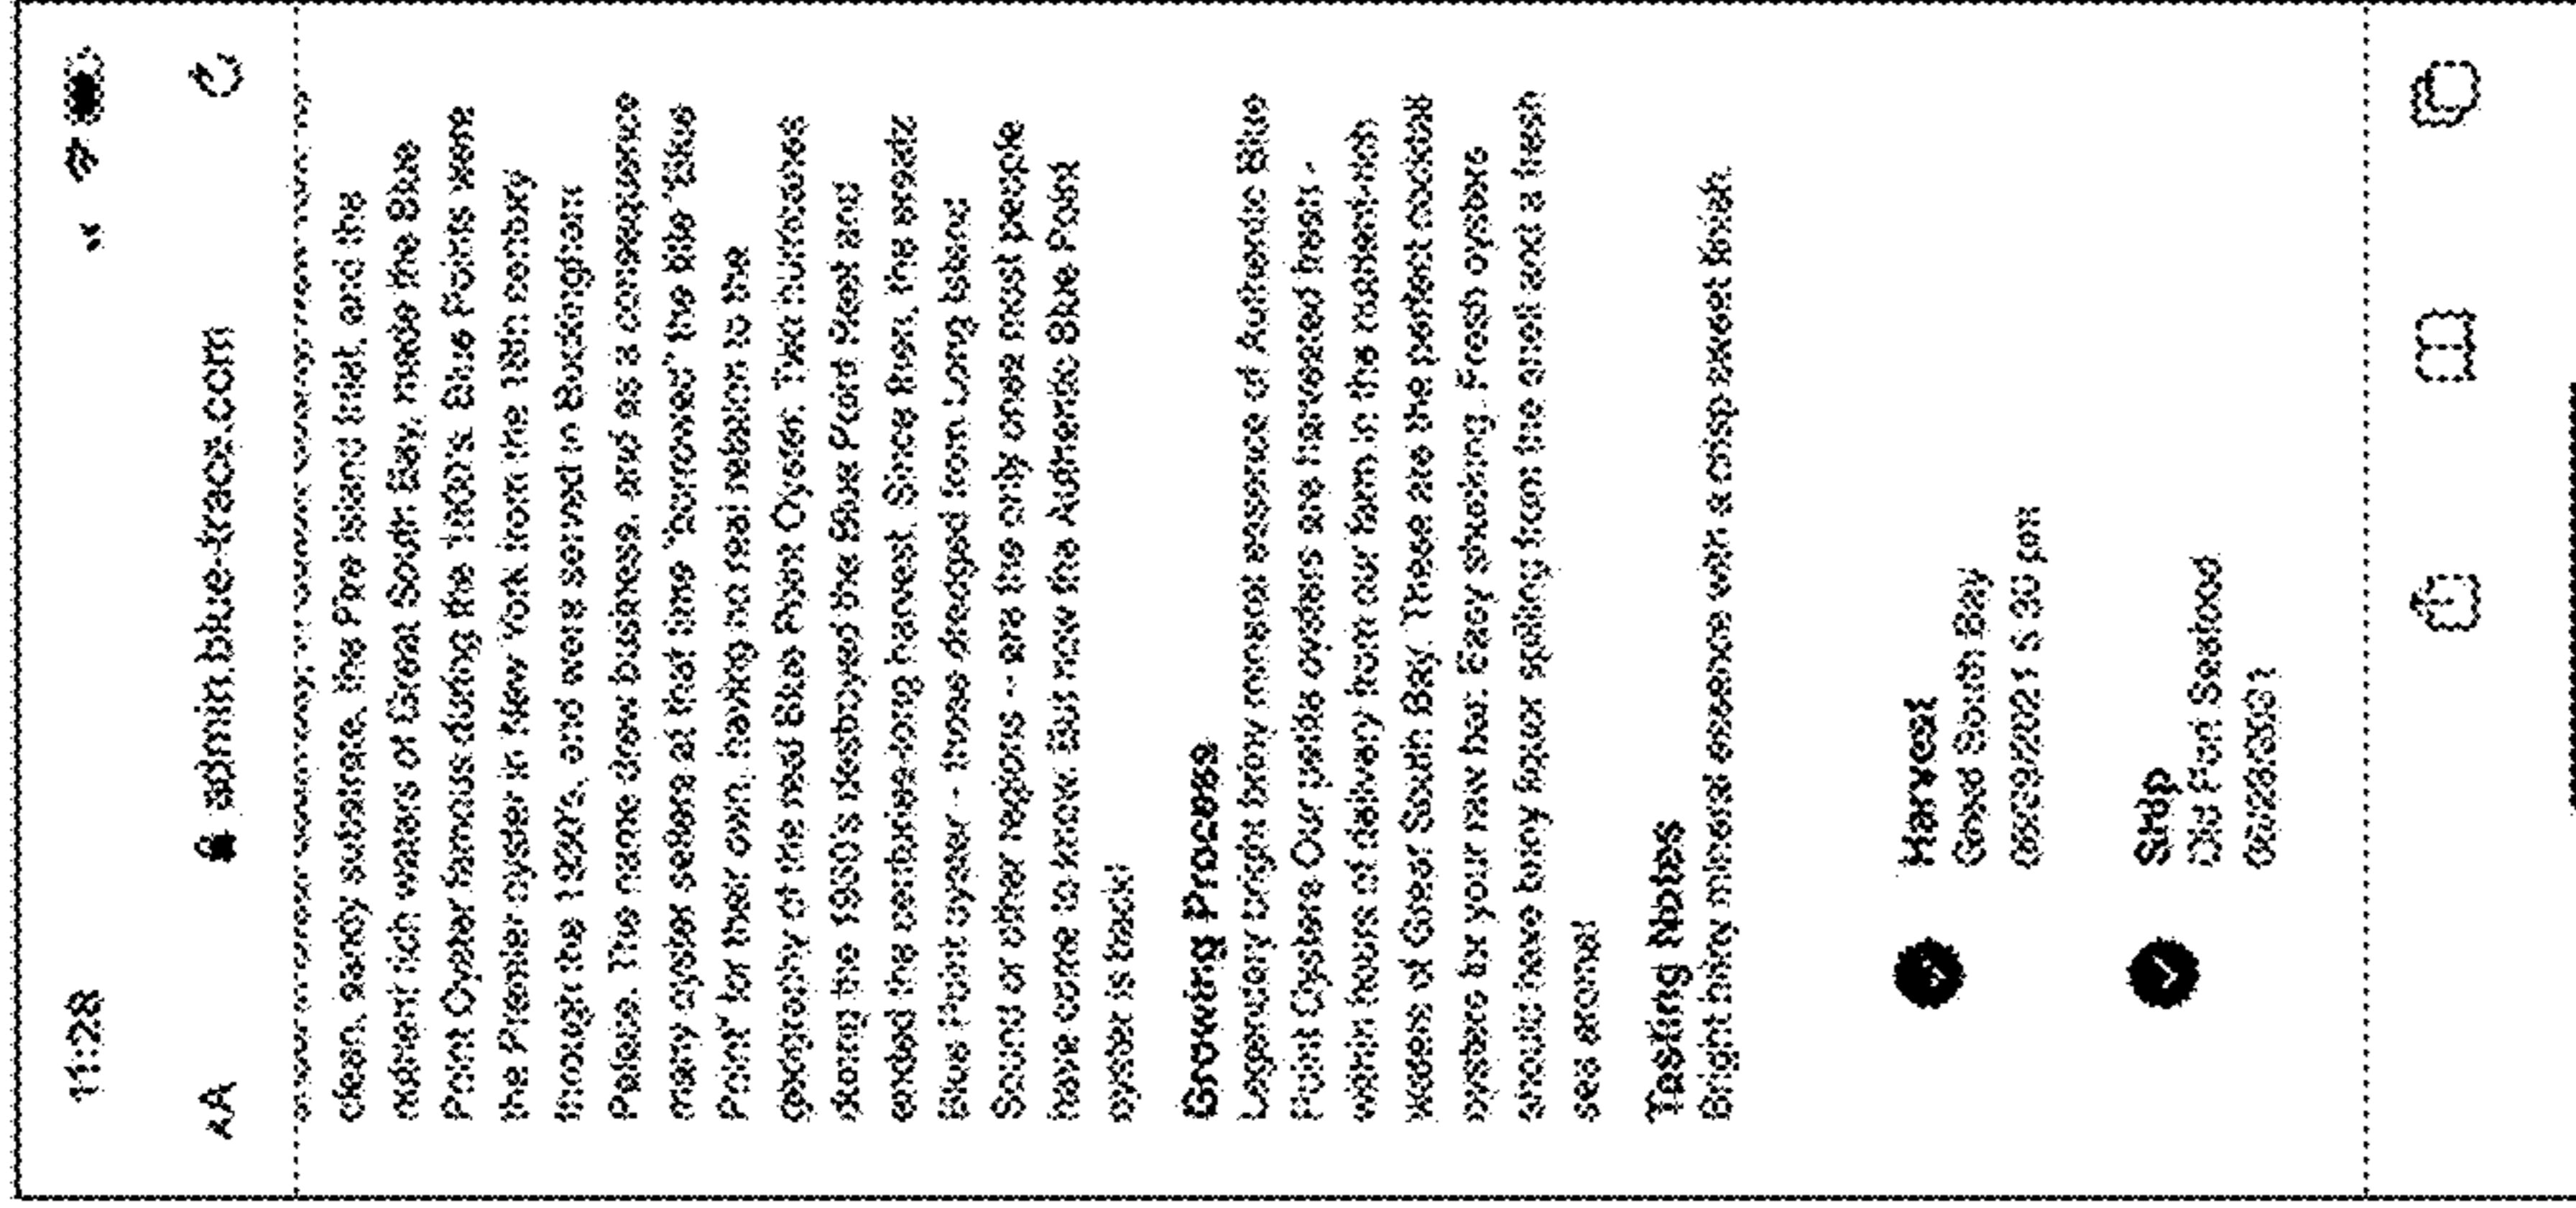 11:28
AA admin.blue-trace.com
clean, sandy substrate, the Fire Island Inlet, and the
nutrient rich waters of Great South Bay, made the Blue
Point Oyster famous during the 1800's. Blue Points were
the Premier oyster in New York from the 19th century
through the 1920's, and were served in Buckingham
Palace. The name drew business, and as a consequence
many oyster sellers at that time "borrowed" the title "Blue
Point" for their own, having no real relation to the
geography of the real Blue Point Oyster. Two hurricanes
during the 1930's destroyed the Blue Point Reef and
ended the centuries-long harvest. Since then, the ersatz
Blue Point oyster - those dredged from Long Island
Sound or other regions -- are the only ones most people
have come to know. But now the Authentic Blue Point
oyster is back!
Growing Process
Legendary bright briny mineral essence of Authentic Blue
Point Oysters Our petite oysters are harvested fresh -
within hours of delivery from our farm in the nutrient-rich
waters of Great South Bay. These are the perfect cocktail
oysters for your raw bar. Easy shucking. Fresh oysters
should have briny liquor spilling from the shell and a fresh
sea aroma!
Tasting Notes
Bright briny mineral essence with a crisp sweet finish.
Harvest
Great South Bay
pm
Ship
Old Port Seafood